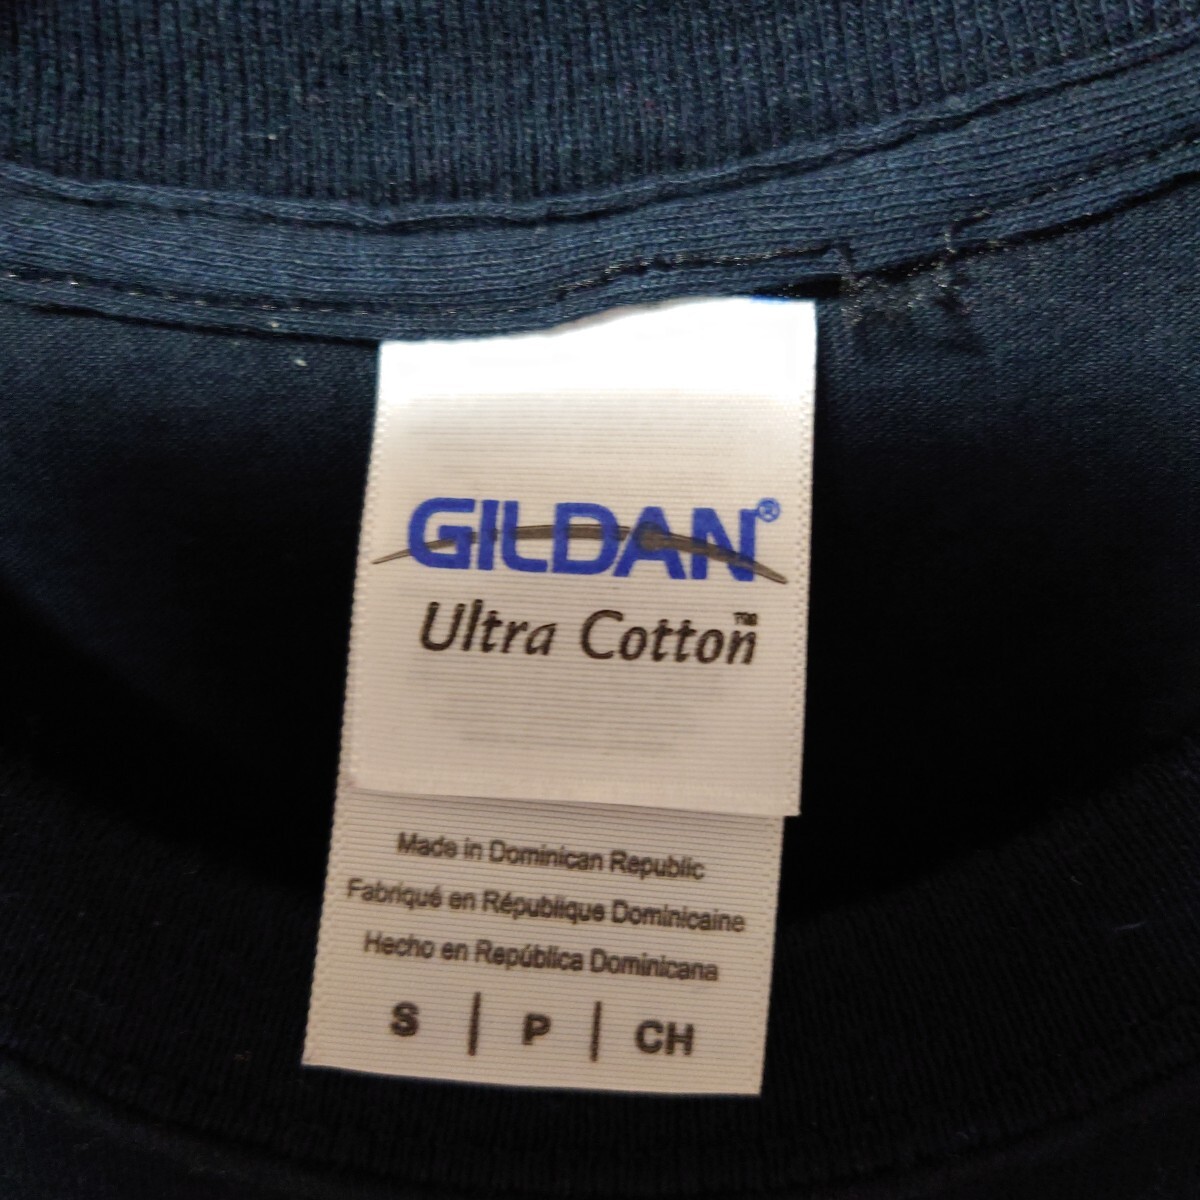 GILDAN®
Ultra Cotton™
Made in Dominican Republic
Fabriqué en République Dominicaine
Hecho en República Dominicana
S | P | CH